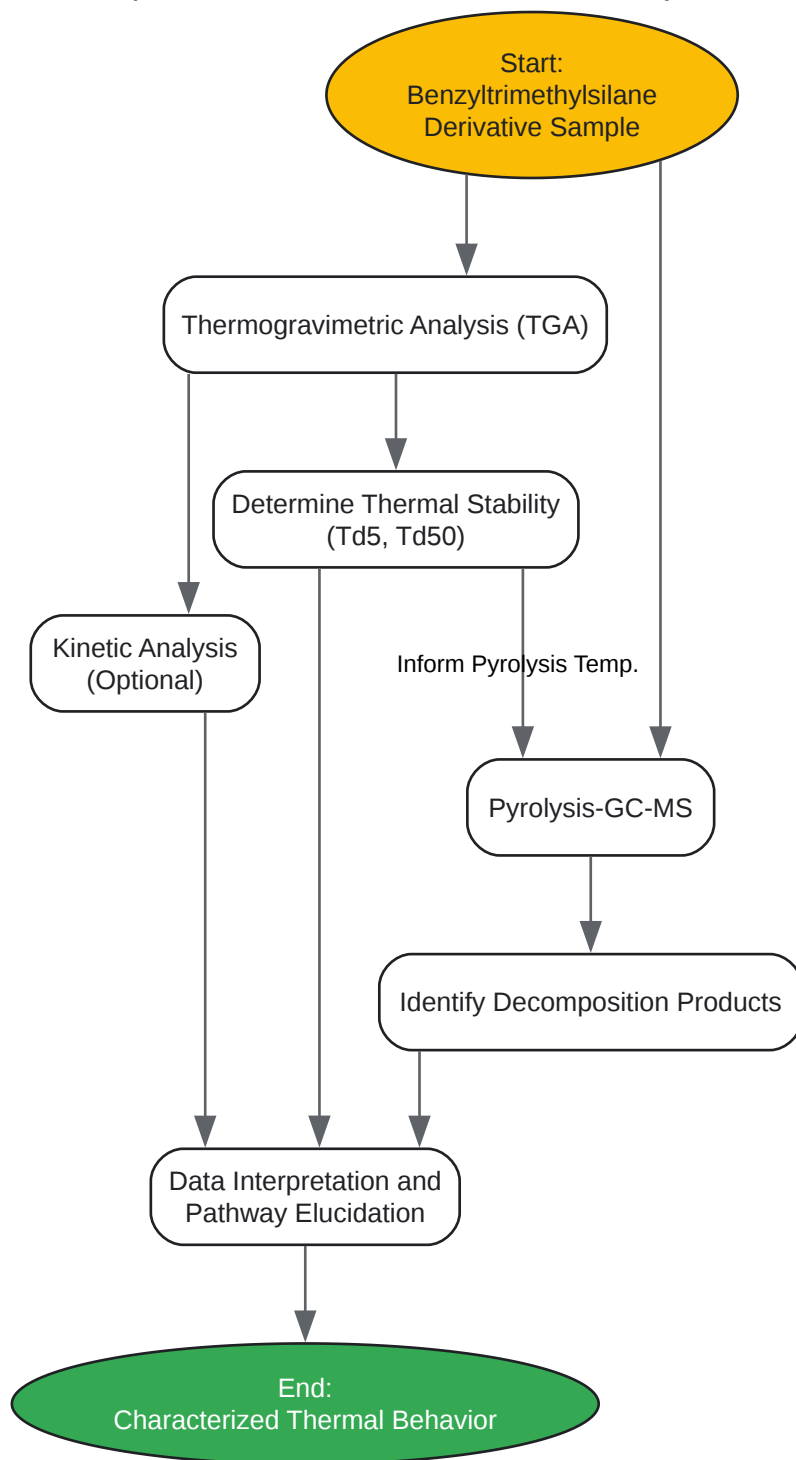 Start:
Benzyltrimethylsilane
Derivative Sample
Thermogravimetric Analysis (TGA)
Determine Thermal Stability
(Td5, Td50)
Kinetic Analysis
(Optional)
Inform Pyrolysis Temp.
Pyrolysis-GC-MS
Identify Decomposition Products
Data Interpretation and
Pathway Elucidation
End:
Characterized Thermal Behavior